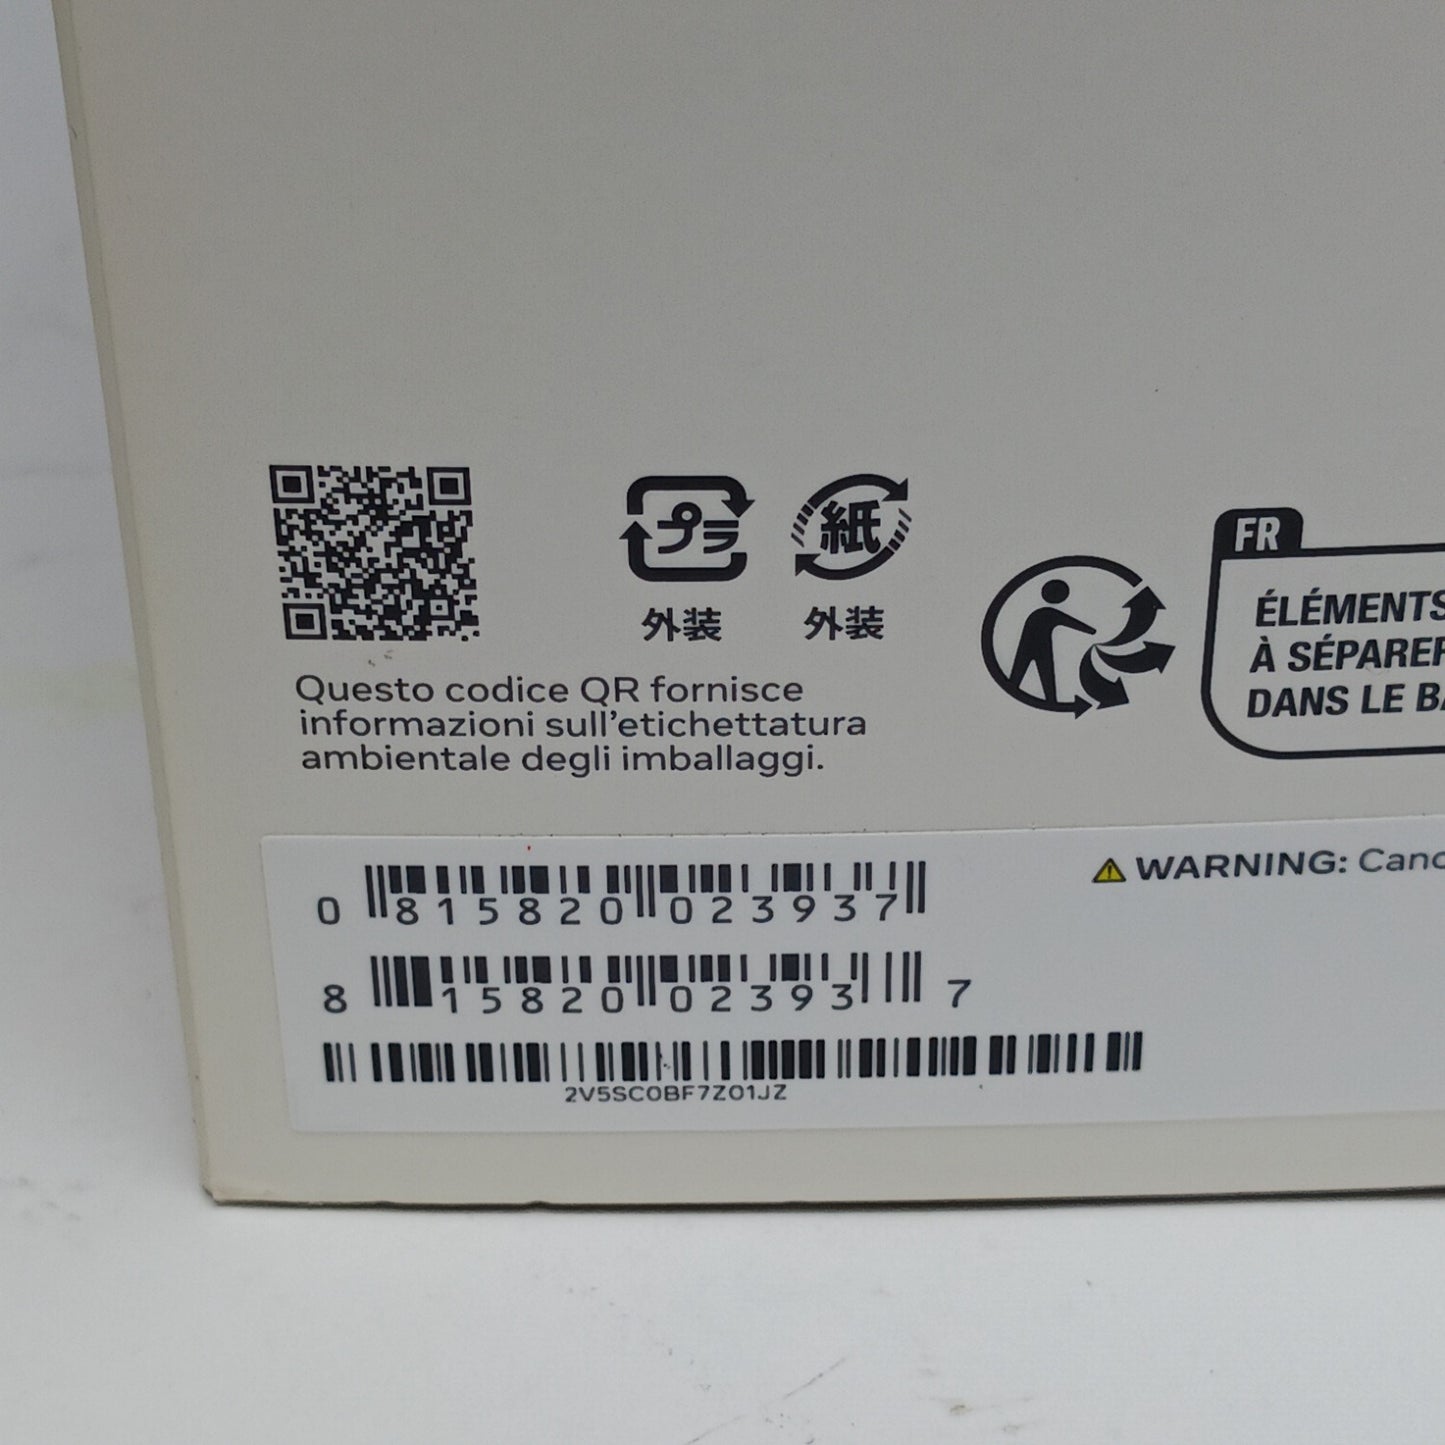 プラ
紙
外装
外装
Questo codice QR fornisce
informazioni sull'etichettatura
ambientale degli imballaggi.
FR
ÉLÉMENTS
À SÉPARER
DANS LE
WARNING:
0 815820 023937
8 15820 02393 7
2V5SC0BF7Z01JZ